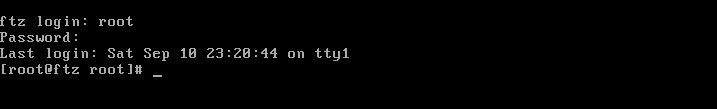 ftz login: root
Password:
Last login: Sat Sep 10 23:20:44 on tty1
[root@ftz root]# _